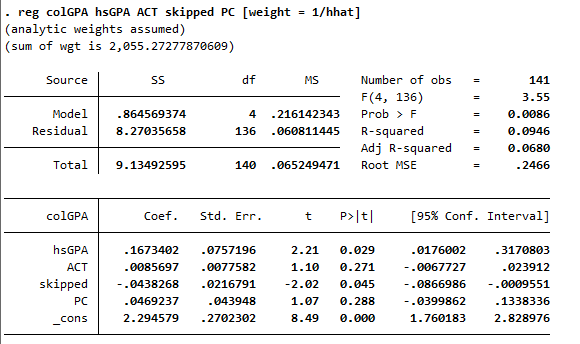 . reg colGPA hsGPA ACT skipped PC [weight = 1/hhat]
(analytic weights assumed)
(sum of wgt is 2,055.27277870609)
Source SS df MS Number of obs = 141
F(4, 136) = 3.55
Model .864569374 4 .216142343 Prob > F = 0.0086
Residual 8.27035658 136 .060811445 R-squared = 0.0946
Adj R-squared = 0.0680
Total 9.13492595 140 .065249471 Root MSE = .2466
colGPA Coef. Std. Err. t P>|t| [95% Conf. Interval]
hsGPA .1673402 .0757196 2.21 0.029 .0176002 .3170803
ACT .0085697 .0077582 1.10 0.271 -.0067727 .023912
skipped -.0438268 .0216791 -2.02 0.045 -.0866986 -.0009551
PC .0469237 .043948 1.07 0.288 -.0399862 .1338336
_cons 2.294579 .2702302 8.49 0.000 1.760183 2.828976